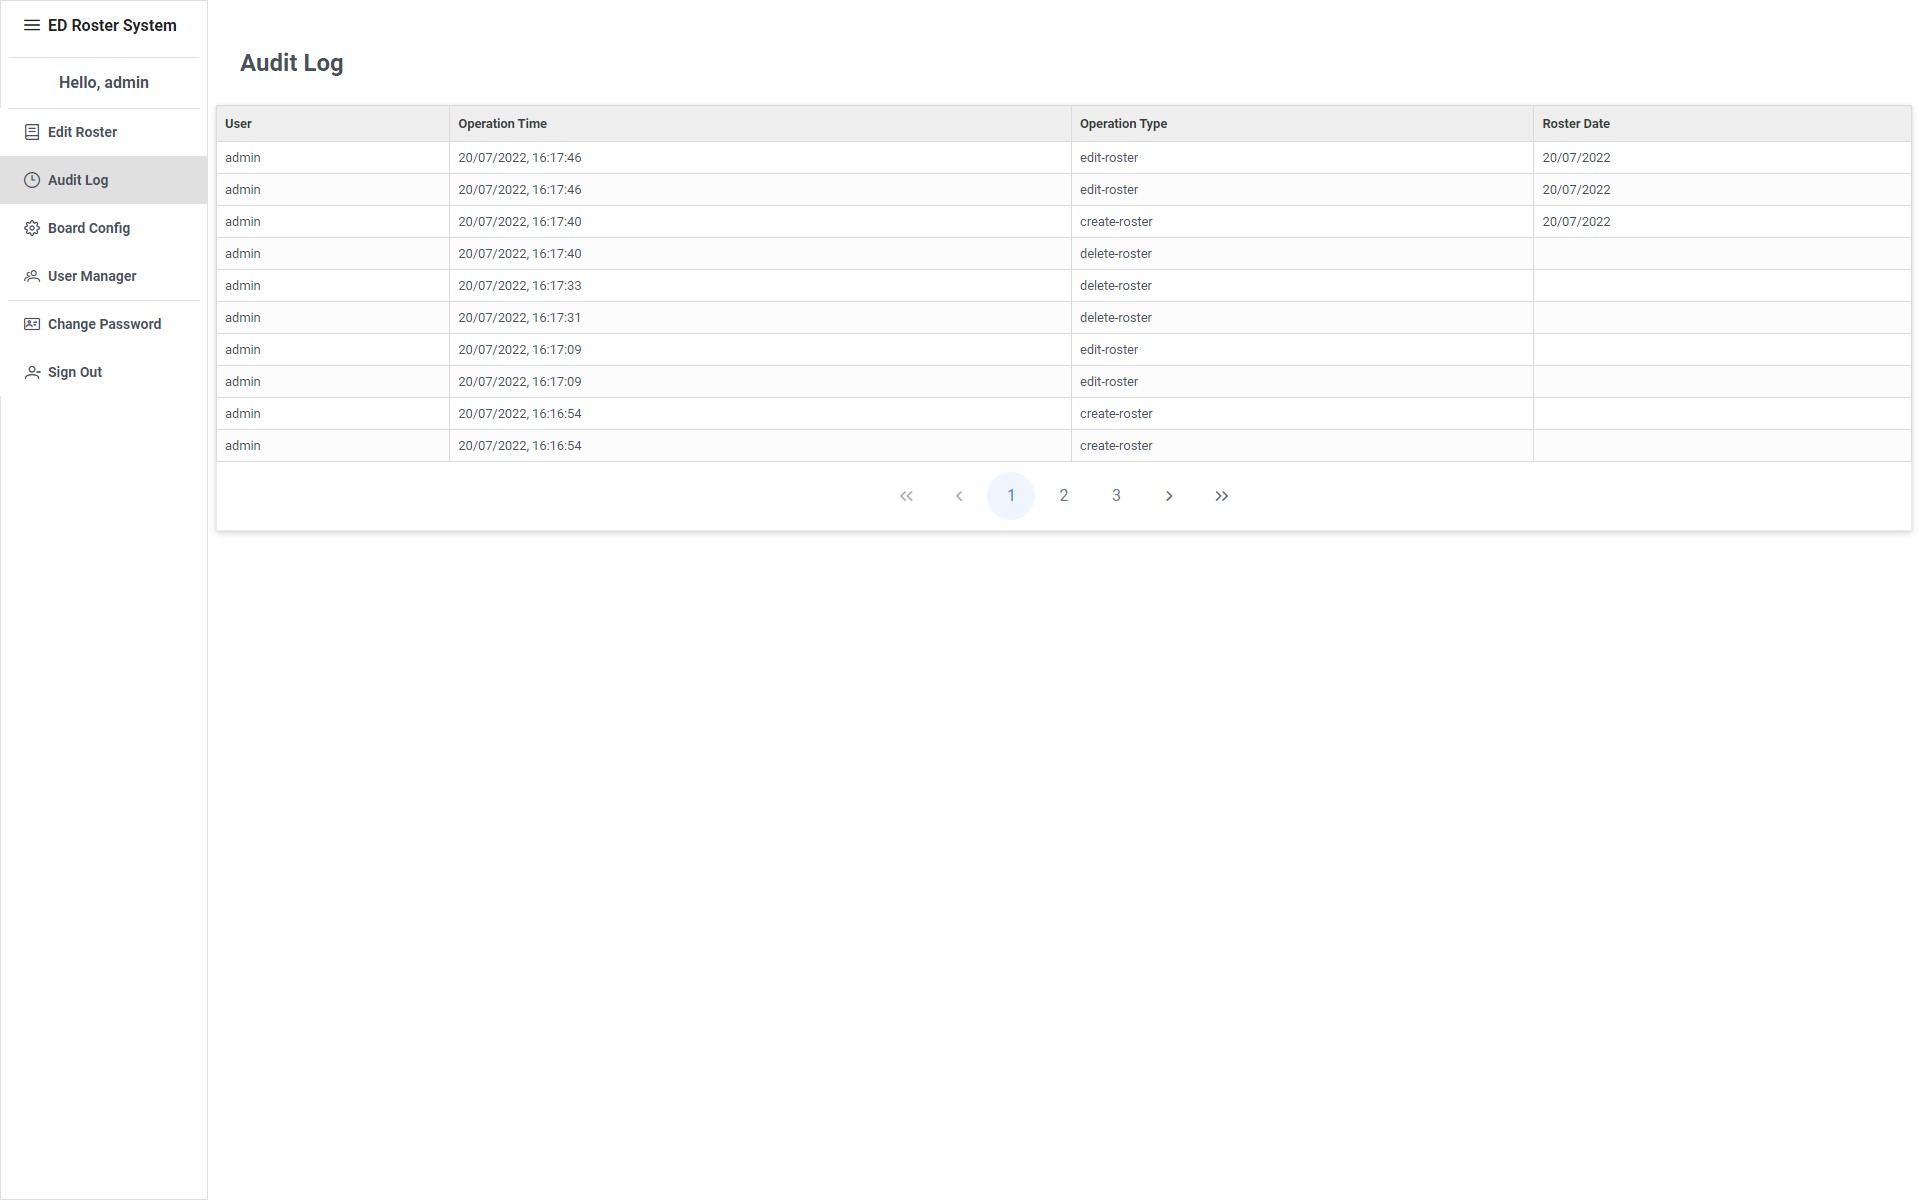 ED Roster System
Hello, admin
Edit Roster
Audit Log
Board Config
User Manager
Change Password
Sign Out
Audit Log
User Operation Time Operation Type Roster Date
admin 20/07/2022, 16:17:46 edit-roster 20/07/2022
admin 20/07/2022, 16:17:46 edit-roster 20/07/2022
admin 20/07/2022, 16:17:40 create-roster 20/07/2022
admin 20/07/2022, 16:17:40 delete-roster
admin 20/07/2022, 16:17:33 delete-roster
admin 20/07/2022, 16:17:31 delete-roster
admin 20/07/2022, 16:17:09 edit-roster
admin 20/07/2022, 16:17:09 edit-roster
admin 20/07/2022, 16:16:54 create-roster
admin 20/07/2022, 16:16:54 create-roster
1 2 3